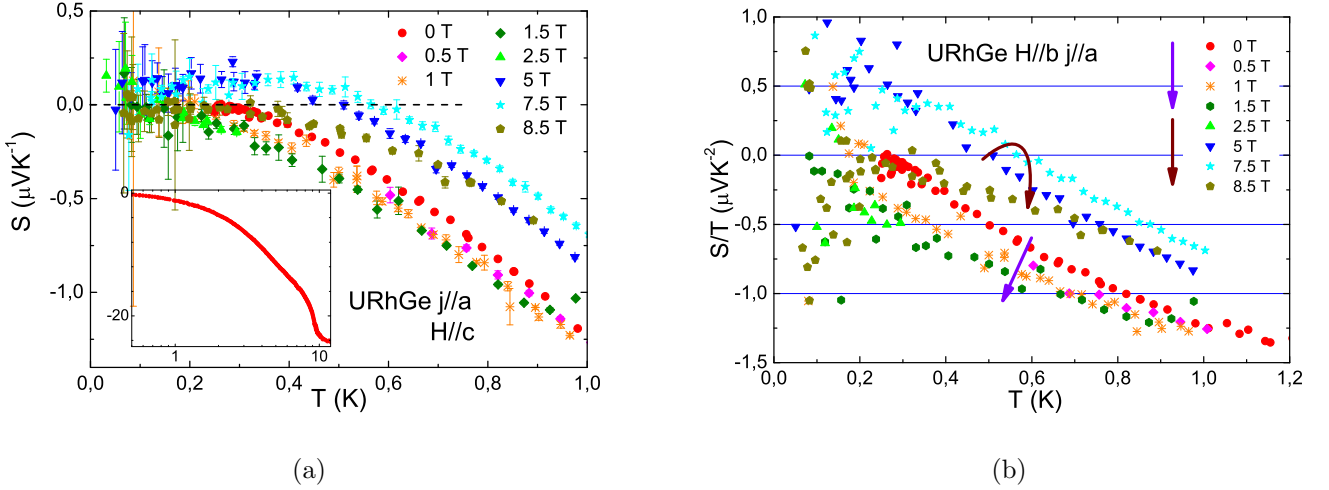 0,5
0,0
-0,5
-1,0
S (μVK⁻¹)
0 T
0.5 T
1 T
1.5 T
2.5 T
5 T
7.5 T
8.5 T
0
-20
1
10
URhGe j//a
H//c
0,0 0,2 0,4 0,6 0,8 1,0
T (K)
(a)
1,0
0,5
0,0
-0,5
-1,0
-1,5
S/T (μVK⁻²)
URhGe H//b j//a
0 T
0.5 T
1 T
1.5 T
2.5 T
5 T
7.5 T
8.5 T
0,0 0,2 0,4 0,6 0,8 1,0 1,2
T (K)
(b)